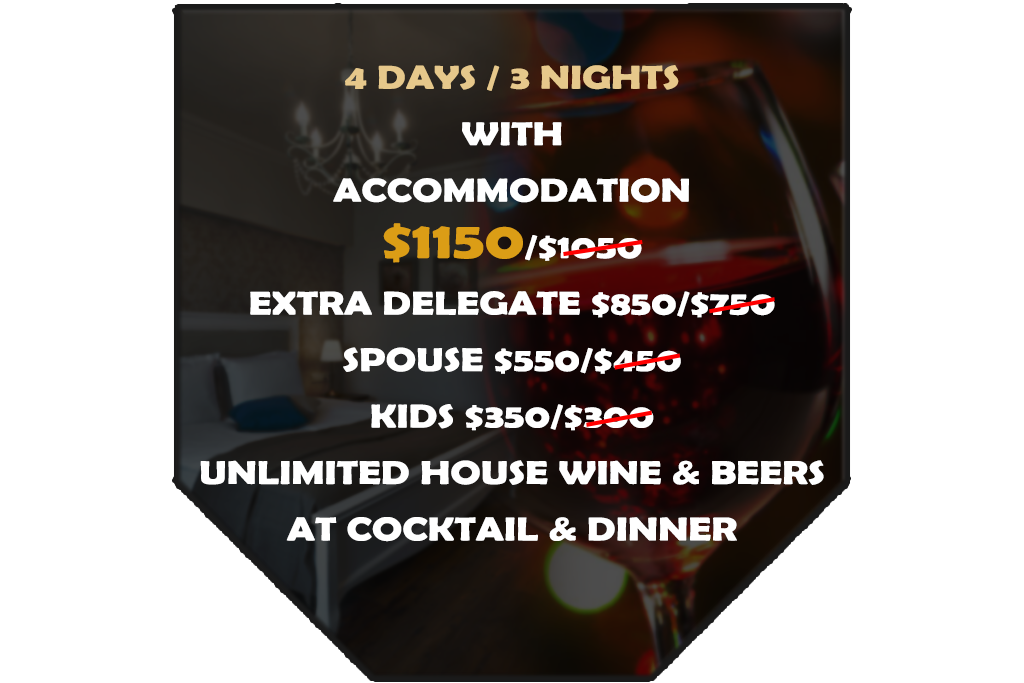 4 DAYS / 3 NIGHTS
WITH
ACCOMMODATION
$1150/$1050
EXTRA DELEGATE $850/$750
SPOUSE $550/$450
KIDS $350/$300
UNLIMITED HOUSE WINE & BEERS
AT COCKTAIL & DINNER